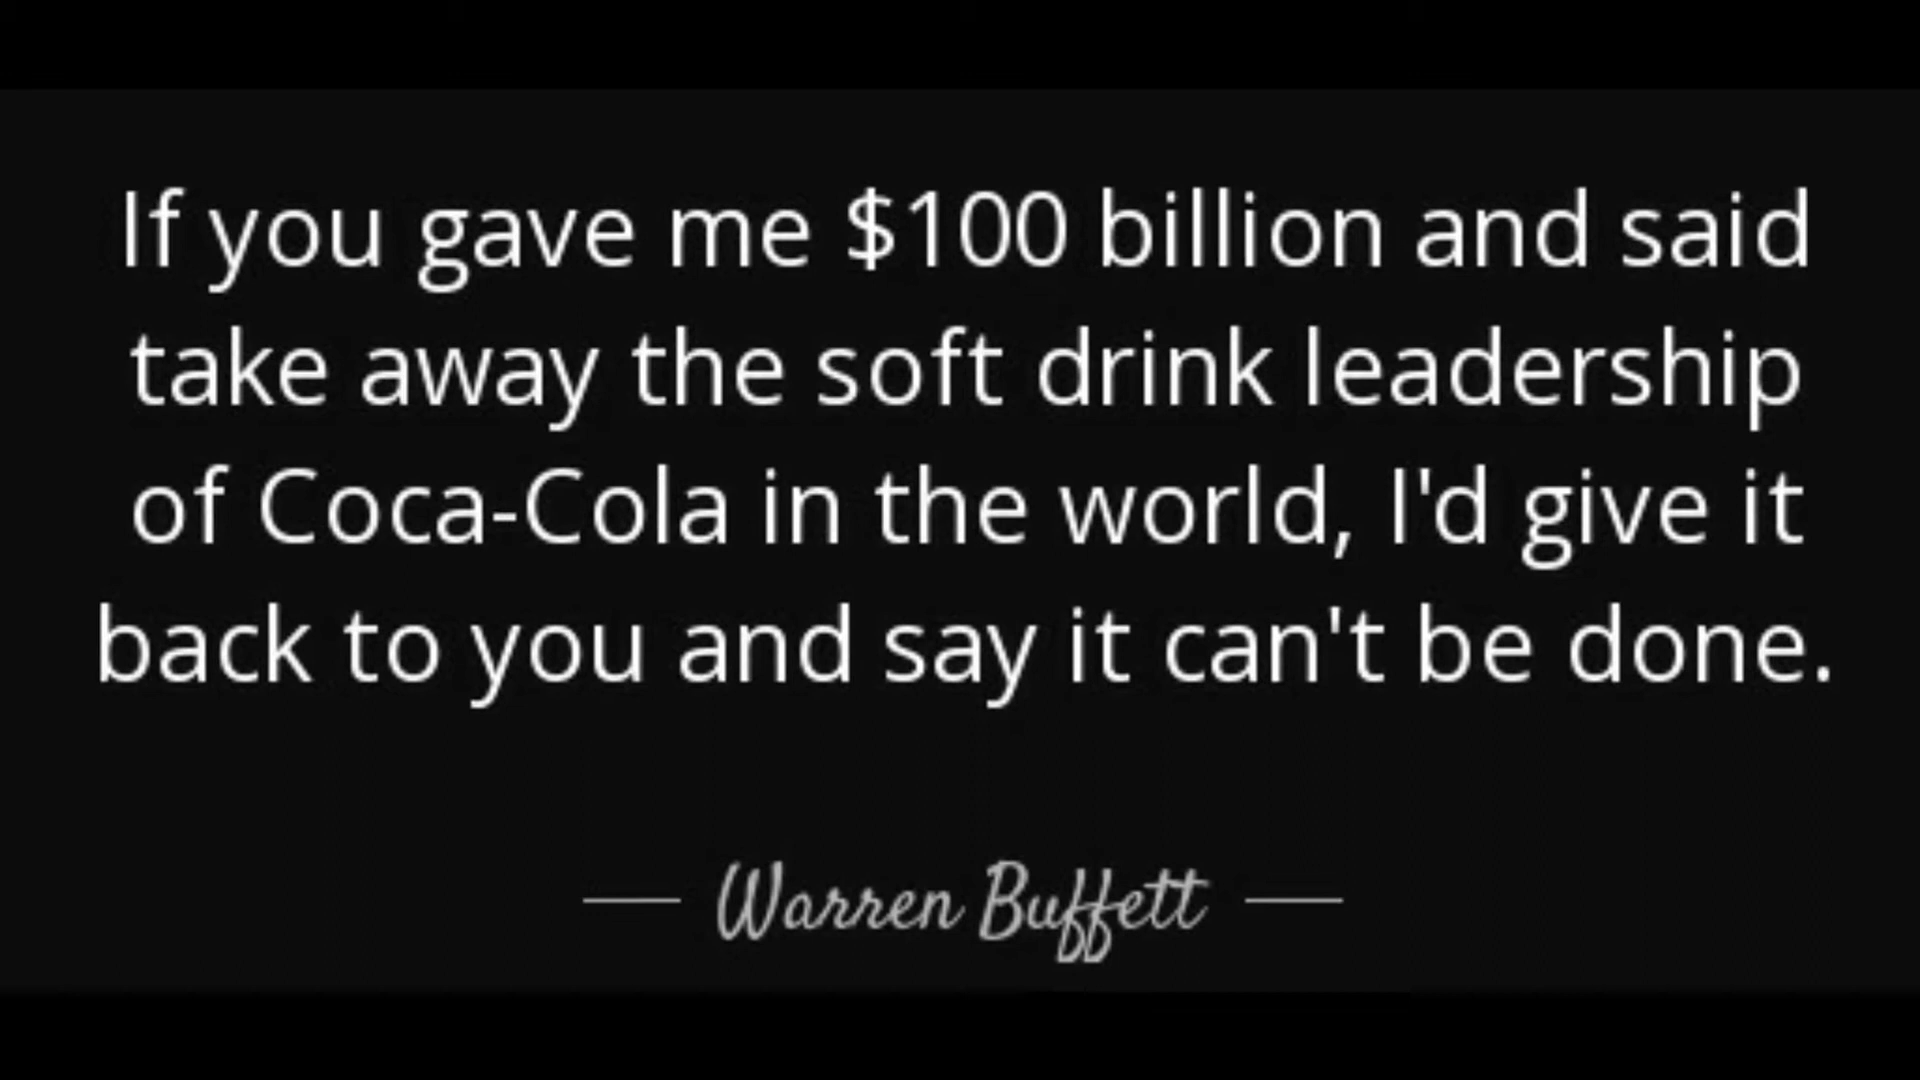 If you gave me $100 billion and said
take away the soft drink leadership
of Coca-Cola in the world, I'd give it
back to you and say it can't be done.
Warren Buffett